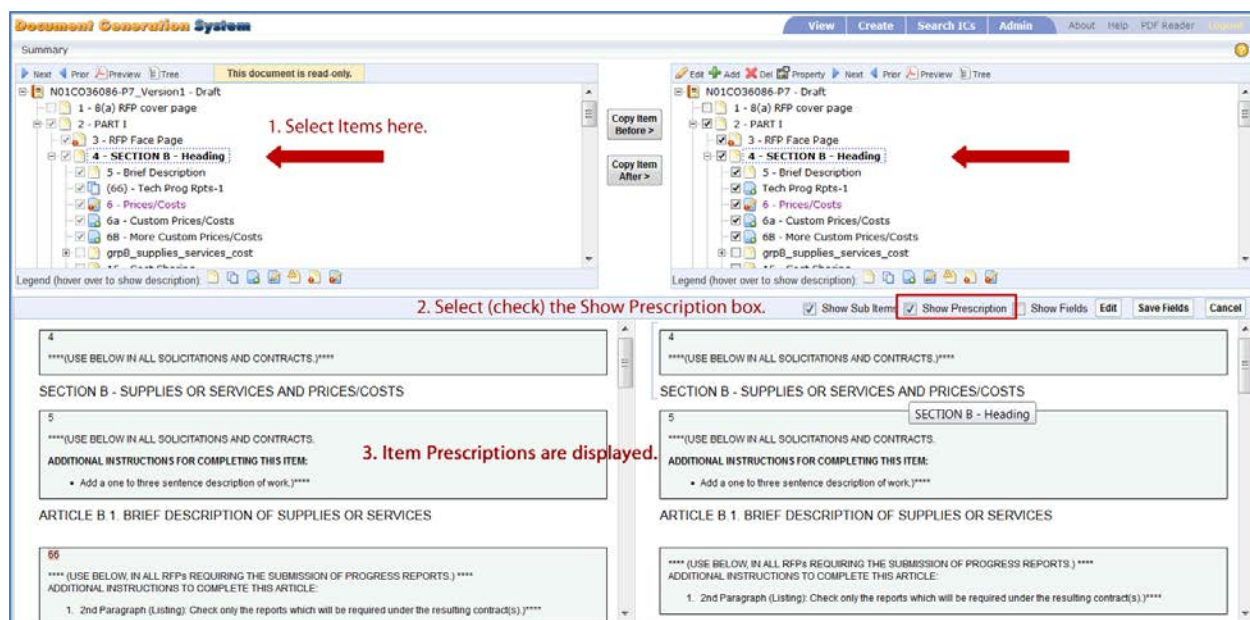 Document Generation System
View Create Search ICs Admin About Help PDF Reader Logout
Summary
Next Prior Preview Tree This document is read-only.
N01CO36086-P7_Version1 - Draft
1 - 8(a) RFP cover page
2 - PART I
3 - RFP Face Page
4 - SECTION B - Heading
5 - Brief Description
(66) - Tech Prog Rpts-1
6 - Prices/Costs
6a - Custom Prices/Costs
6B - More Custom Prices/Costs
grpB_supplies_services_cost
Legend (hover over to show description):
1. Select Items here.
Copy Item
Before >
Copy Item
After >
Edit Add Del Property Next Prior Preview Tree
N01CO36086-P7 - Draft
1 - 8(a) RFP cover page
2 - PART I
3 - RFP Face Page
4 - SECTION B - Heading
5 - Brief Description
Tech Prog Rpts-1
6 - Prices/Costs
6a - Custom Prices/Costs
6B - More Custom Prices/Costs
grpB_supplies_services_cost
Legend (hover over to show description):
2. Select (check) the Show Prescription box. Show Sub Items Show Prescription Show Fields Edit Save Fields Cancel
4
****(USE BELOW IN ALL SOLICITATIONS AND CONTRACTS.)****
SECTION B - SUPPLIES OR SERVICES AND PRICES/COSTS
5
****(USE BELOW IN ALL SOLICITATIONS AND CONTRACTS.
ADDITIONAL INSTRUCTIONS FOR COMPLETING THIS ITEM:
• Add a one to three sentence description of work.)****
ARTICLE B.1. BRIEF DESCRIPTION OF SUPPLIES OR SERVICES
66
**** (USE BELOW, IN ALL RFPs REQUIRING THE SUBMISSION OF PROGRESS REPORTS.) ****
ADDITIONAL INSTRUCTIONS TO COMPLETE THIS ARTICLE:
1. 2nd Paragraph (Listing): Check only the reports which will be required under the resulting contract(s).)****
3. Item Prescriptions are displayed.
4
****(USE BELOW IN ALL SOLICITATIONS AND CONTRACTS.)****
SECTION B - SUPPLIES OR SERVICES AND PRICES/COSTS
SECTION B - Heading
5
****(USE BELOW IN ALL SOLICITATIONS AND CONTRACTS.
ADDITIONAL INSTRUCTIONS FOR COMPLETING THIS ITEM:
• Add a one to three sentence description of work.)****
ARTICLE B.1. BRIEF DESCRIPTION OF SUPPLIES OR SERVICES
**** (USE BELOW, IN ALL RFPs REQUIRING THE SUBMISSION OF PROGRESS REPORTS.) ****
ADDITIONAL INSTRUCTIONS TO COMPLETE THIS ARTICLE:
1. 2nd Paragraph (Listing): Check only the reports which will be required under the resulting contract(s).)****